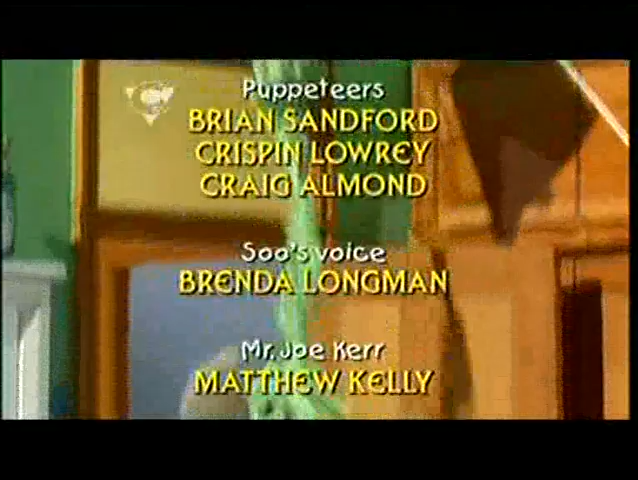 Puppeteers
BRIAN SANDFORD
CRISPIN LOWREY
CRAIG ALMOND
Soo's voice
BRENDA LONGMAN
Mr. Joe Kerr
MATTHEW KELLY